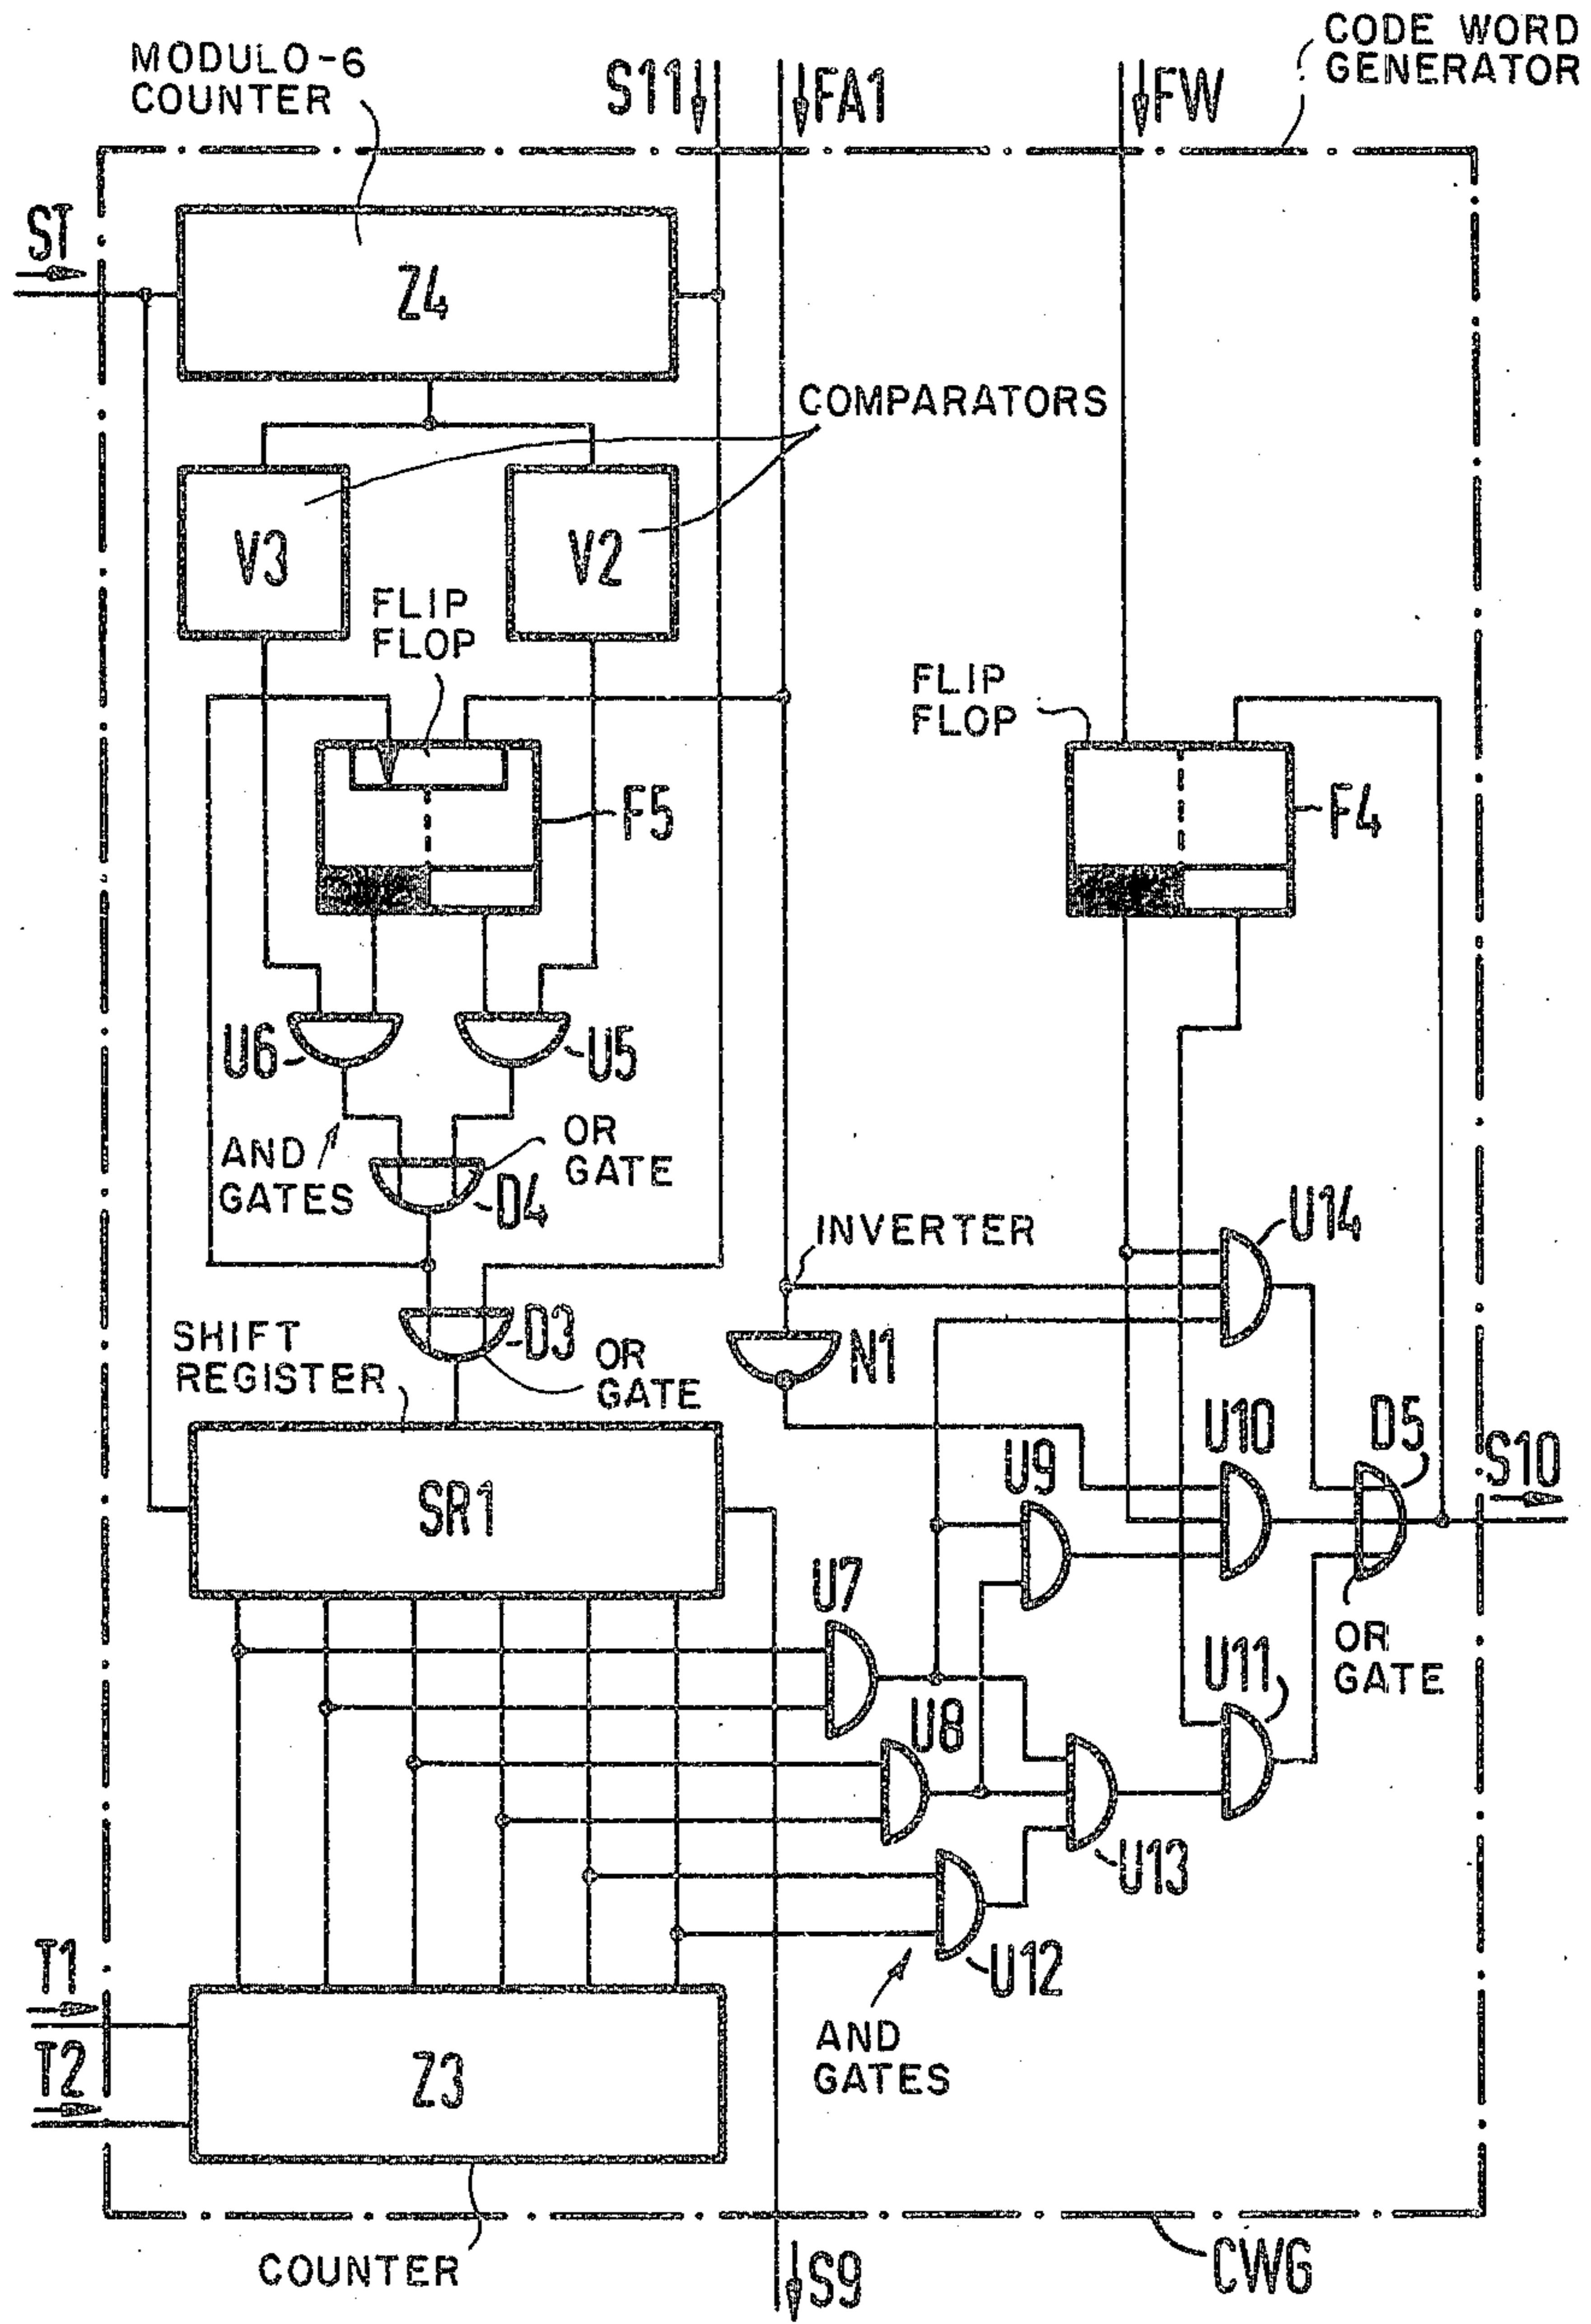 CODE WORD
GENERATOR
MODULO-6
COUNTER
S11
FA1
FW
ST
Z4
COMPARATORS
V3
V2
FLIP
FLOP
FLIP
FLOP
F5
F4
U6
U5
AND
GATES
OR
GATE
D4
U14
INVERTER
SHIFT
REGISTER
D3
OR
GATE
N1
U10
D5
S10
U9
SR1
U7
OR
GATE
U11
U8
U13
U12
T1
T2
Z3
AND
GATES
COUNTER
S9
CWG